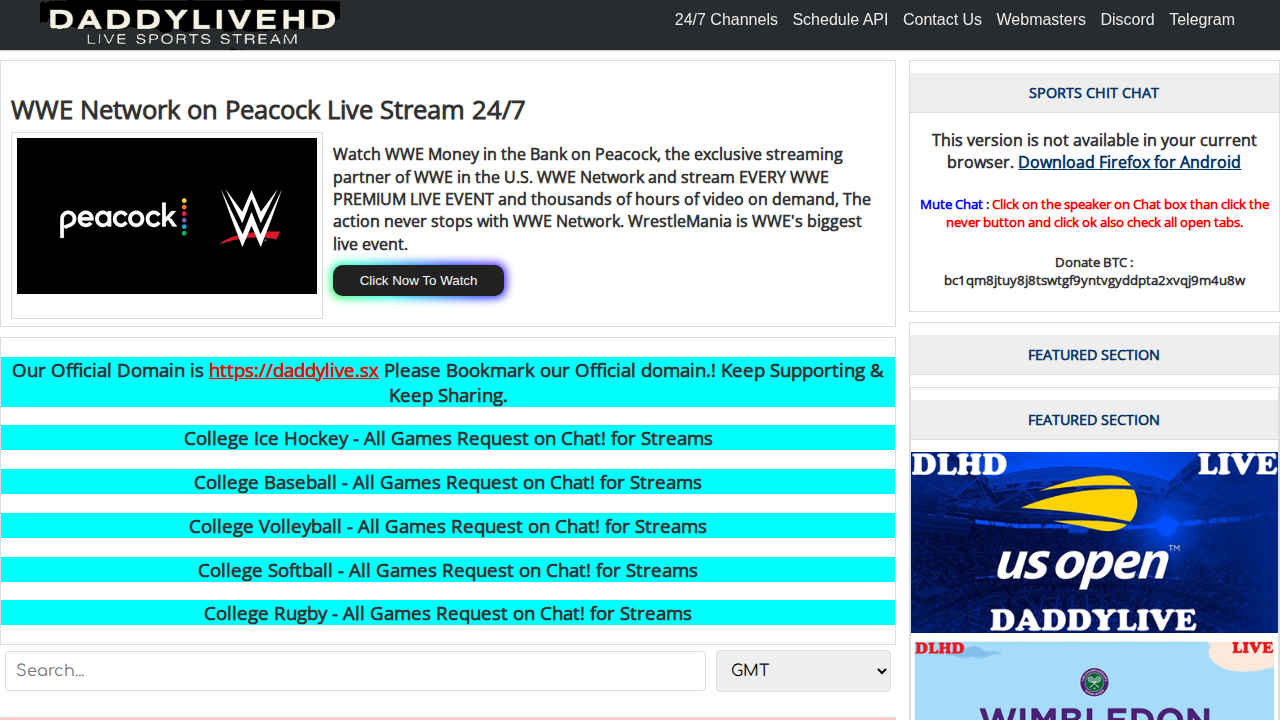 DADDYLIVEHD
LIVE SPORTS STREAM
24/7 Channels Schedule API Contact Us Webmasters Discord Telegram
WWE Network on Peacock Live Stream 24/7
peacock
W
Watch WWE Money in the Bank on Peacock, the exclusive streaming
partner of WWE in the U.S. WWE Network and stream EVERY WWE
PREMIUM LIVE EVENT and thousands of hours of video on demand, The
action never stops with WWE Network. WrestleMania is WWE's biggest
live event.
Click Now To Watch
Our Official Domain is https://daddylive.sx Please Bookmark our Official domain.! Keep Supporting &
Keep Sharing.
College Ice Hockey - All Games Request on Chat! for Streams
College Baseball - All Games Request on Chat! for Streams
College Volleyball - All Games Request on Chat! for Streams
College Softball - All Games Request on Chat! for Streams
College Rugby - All Games Request on Chat! for Streams
Search...
GMT
SPORTS CHIT CHAT
This version is not available in your current
browser. Download Firefox for Android
Mute Chat : Click on the speaker on Chat box than click the
never button and click ok also check all open tabs.
Donate BTC :
bc1qm8jtuy8j8tswtgf9yntvgyddpta2xvqj9m4u8w
FEATURED SECTION
FEATURED SECTION
DLHD LIVE
us open™
DADDYLIVE
DLHD LIVE
WIMBLEDON